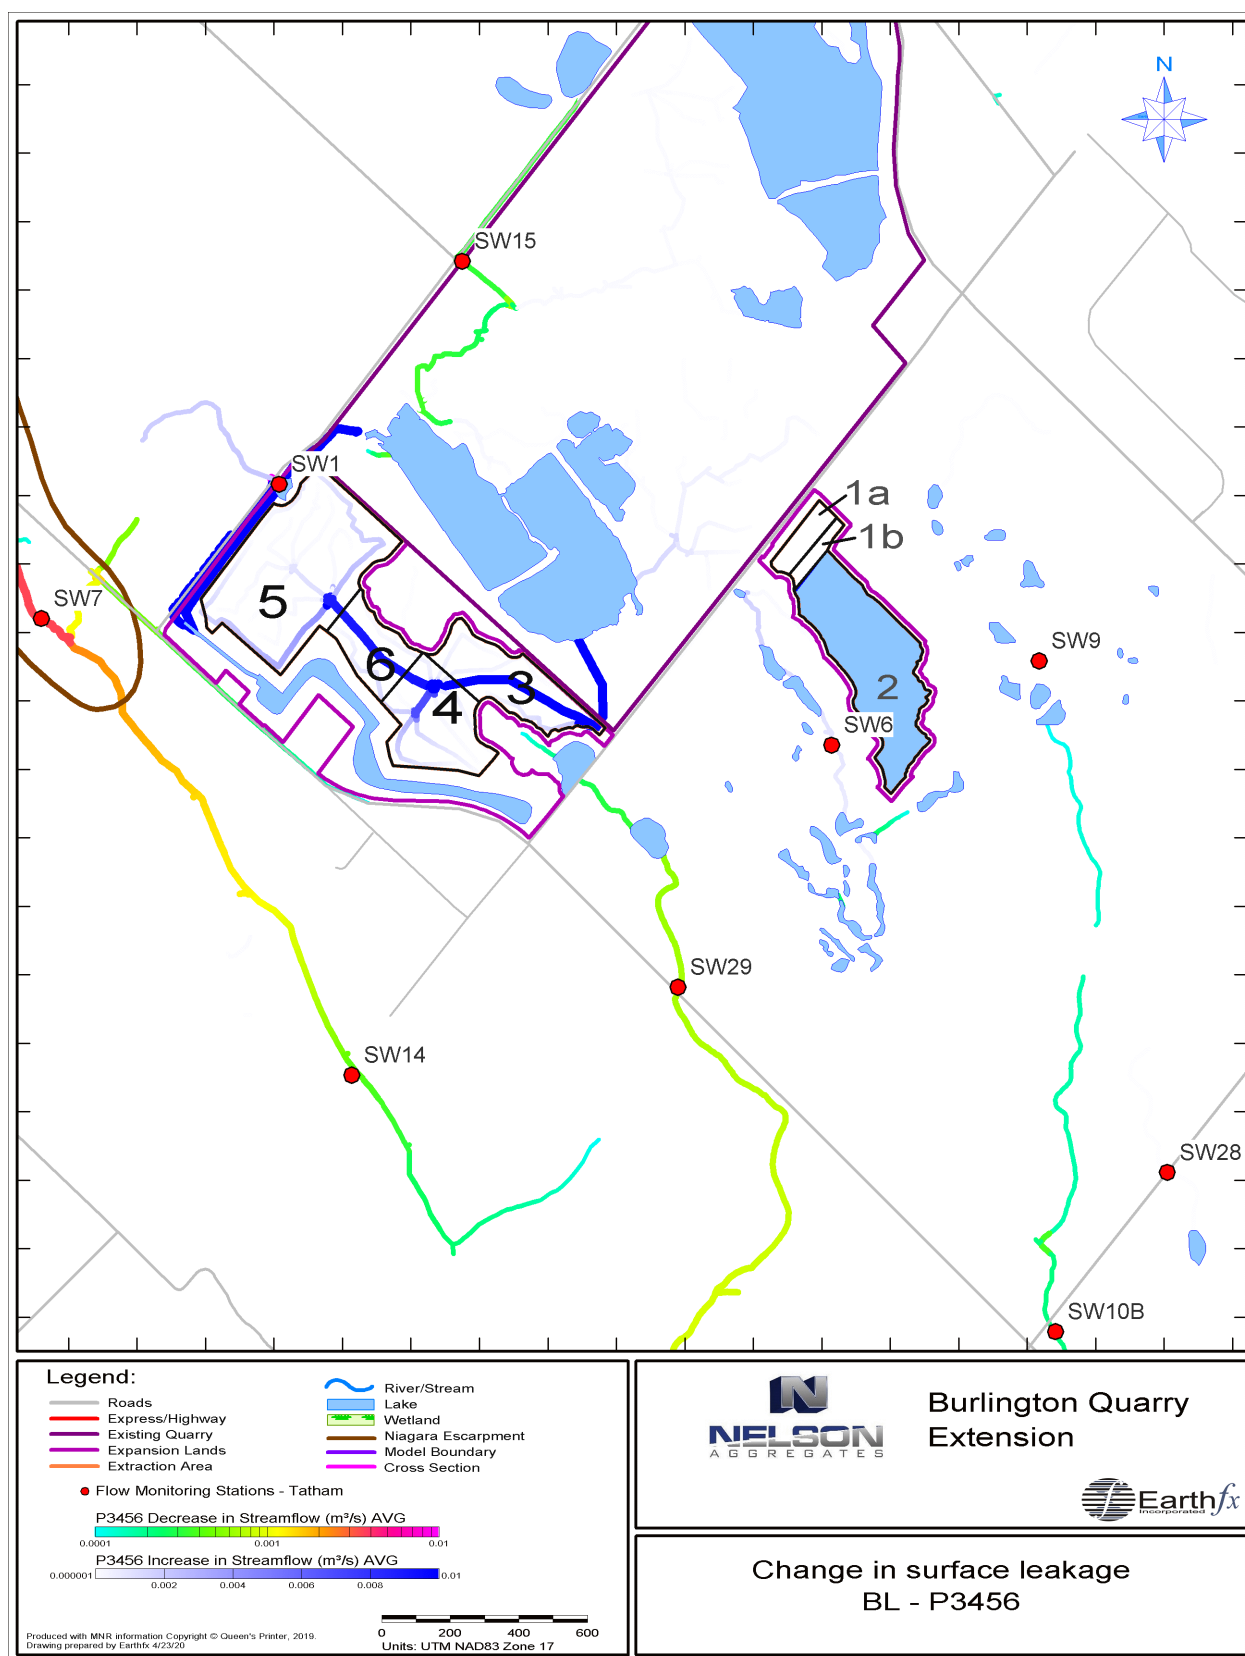 N
SW15
SW1
1a
1b
5
SW7
6
3
4
2
SW9
SW6
SW29
SW14
SW28
SW10B
Legend:
Roads
Express/Highway
Existing Quarry
Expansion Lands
Extraction Area
River/Stream
Lake
Wetland
Niagara Escarpment
Model Boundary
Cross Section
Flow Monitoring Stations - Tatham
P3456 Decrease in Streamflow (m³/s) AVG
0.0001 0.001 0.01
P3456 Increase in Streamflow (m³/s) AVG
0.000001 0.002 0.004 0.006 0.008 0.01
0 200 400 600
Units: UTM NAD83 Zone 17
Produced with MNR information Copyright © Queen's Printer, 2019.
Drawing prepared by Earthfx 4/23/20
N
NELSON
AGGREGATES
Burlington Quarry
Extension
Earthfx
Incorporated
Change in surface leakage
BL - P3456